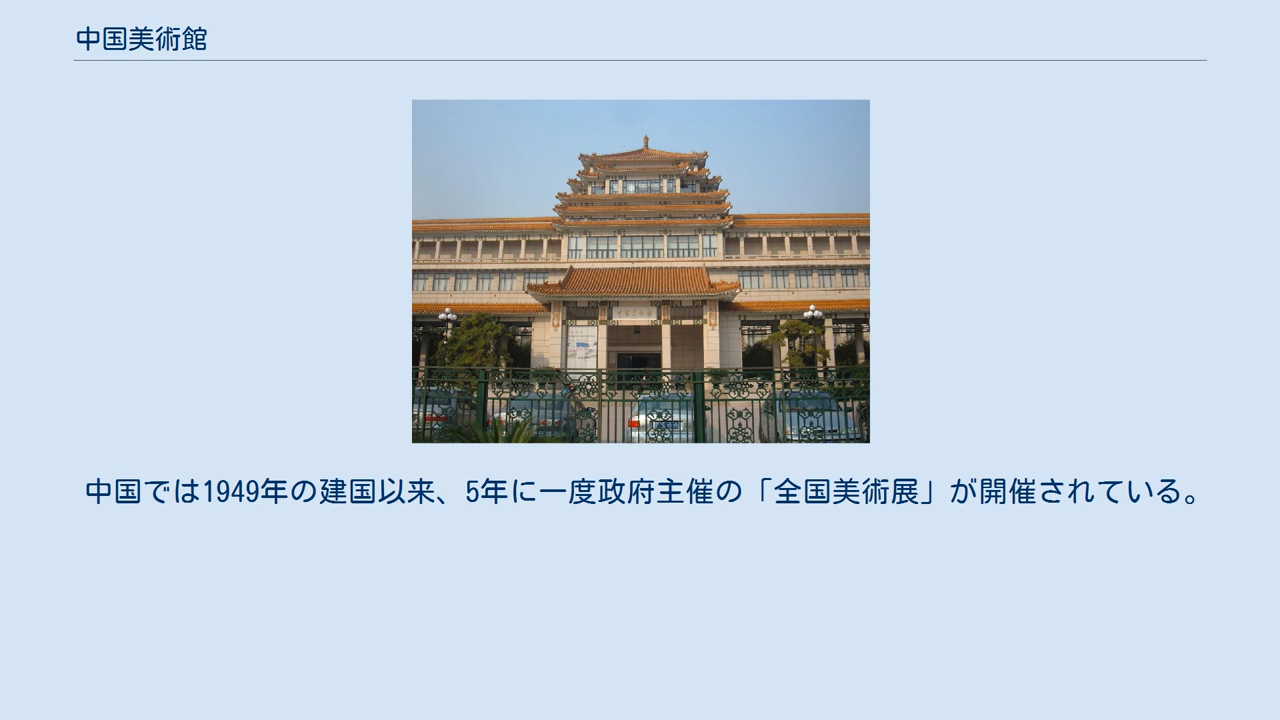 中国美術館
中国では1949年の建国以来、5年に一度政府主催の「全国美術展」が開催されている。